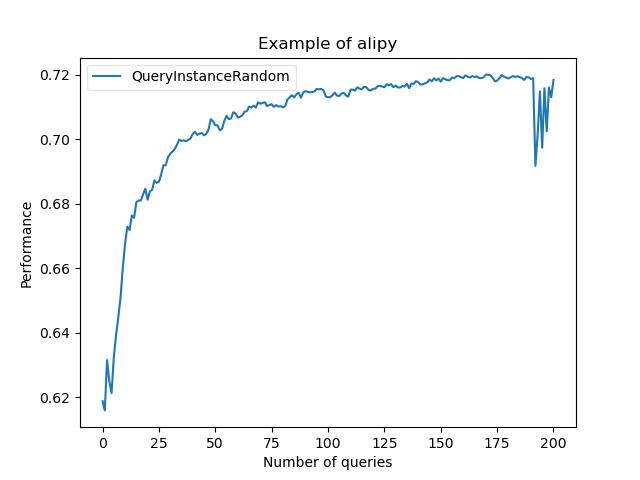 Example of alipy
QueryInstanceRandom
0.72
0.70
0.68
0.66
0.64
0.62
Performance
0 25 50 75 100 125 150 175 200
Number of queries